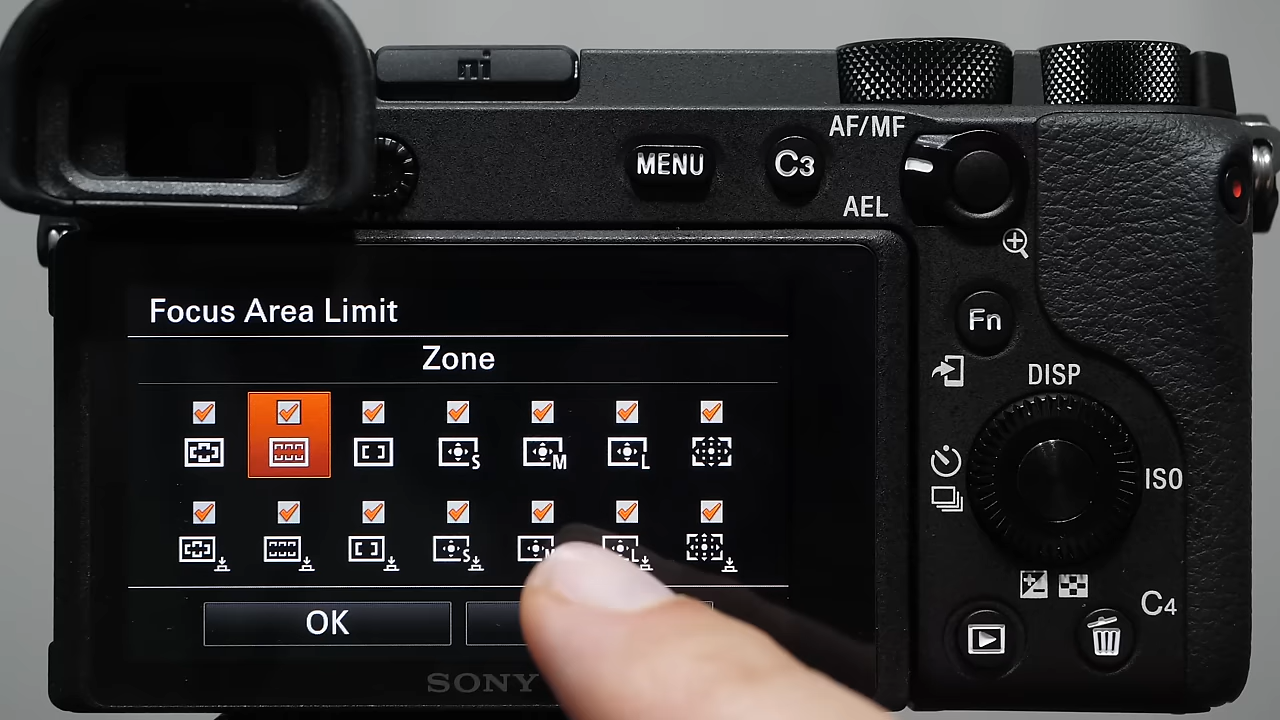 MENU
C3
AF/MF
AEL
Fn
DISP
ISO
C4
Focus Area Limit
Zone
S M L
S L
OK
SONY